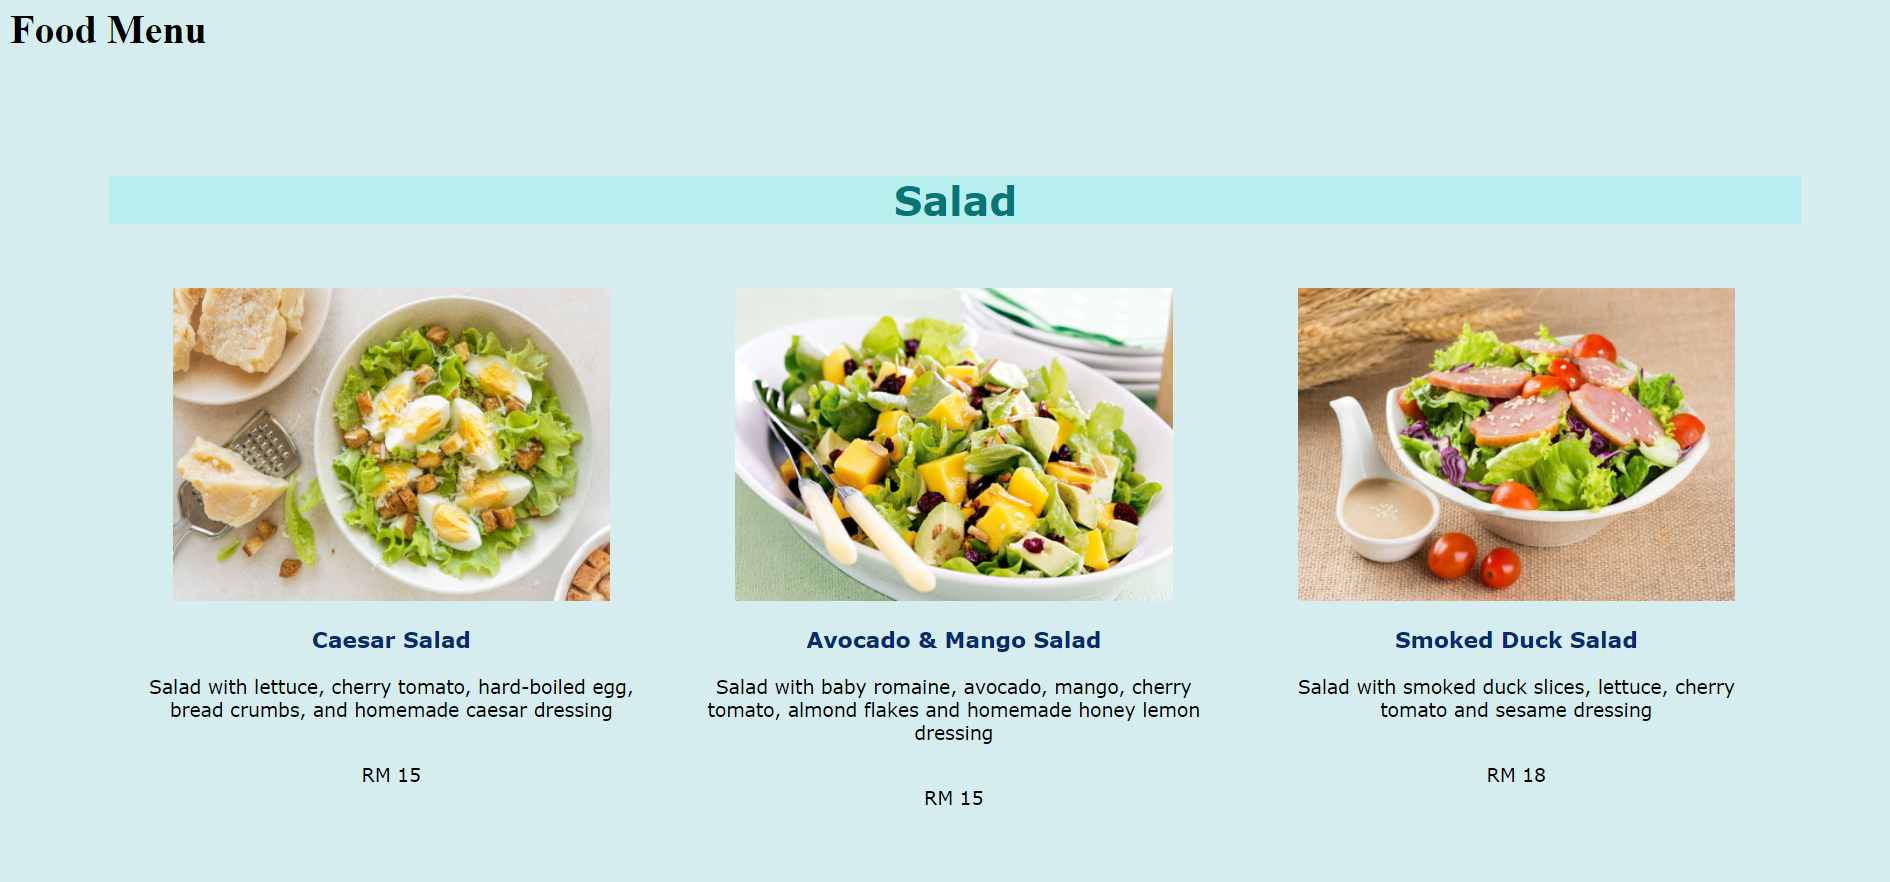 Food Menu
Salad
Caesar Salad
Salad with lettuce, cherry tomato, hard-boiled egg,
bread crumbs, and homemade caesar dressing
RM 15
Avocado & Mango Salad
Salad with baby romaine, avocado, mango, cherry
tomato, almond flakes and homemade honey lemon
dressing
RM 15
Smoked Duck Salad
Salad with smoked duck slices, lettuce, cherry
tomato and sesame dressing
RM 18